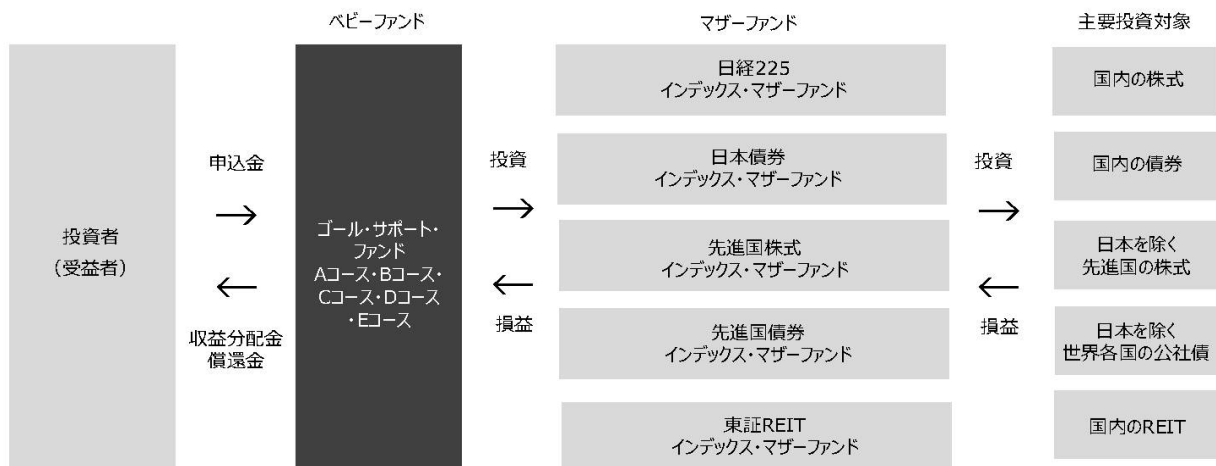 ベビーファンド
マザーファンド
主要投資対象
投資者
（受益者）
申込金
→
←
収益分配金
償還金
ゴール・サポート・
ファンド
Aコース・Bコース・
Cコース・Dコース
・Eコース
投資
→
←
損益
日経225
インデックス・マザーファンド
日本債券
インデックス・マザーファンド
先進国株式
インデックス・マザーファンド
先進国債券
インデックス・マザーファンド
東証REIT
インデックス・マザーファンド
投資
→
←
損益
国内の株式
国内の債券
日本を除く
先進国の株式
日本を除く
世界各国の公社債
国内のREIT